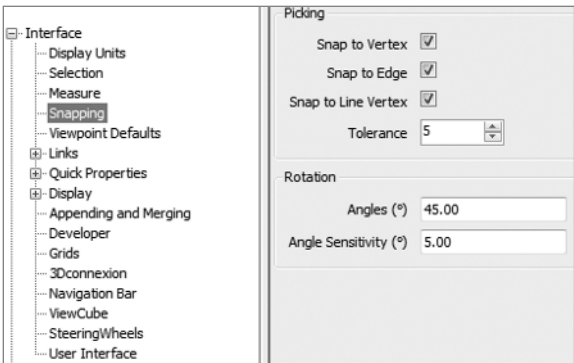 Interface
Display Units
Selection
Measure
Snapping
Viewpoint Defaults
Links
Quick Properties
Display
Appending and Merging
Developer
Grids
3Dconnexion
Navigation Bar
ViewCube
SteeringWheels
User Interface
Picking
Snap to Vertex
Snap to Edge
Snap to Line Vertex
Tolerance 5
Rotation
Angles (°) 45.00
Angle Sensitivity (°) 5.00